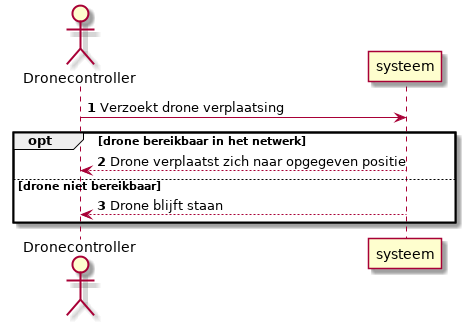 Dronecontroller
systeem
1 Verzoekt drone verplaatsing
opt [drone bereikbaar in het netwerk]
2 Drone verplaatst zich naar opgegeven positie
[drone niet bereikbaar]
3 Drone blijft staan
Dronecontroller
systeem